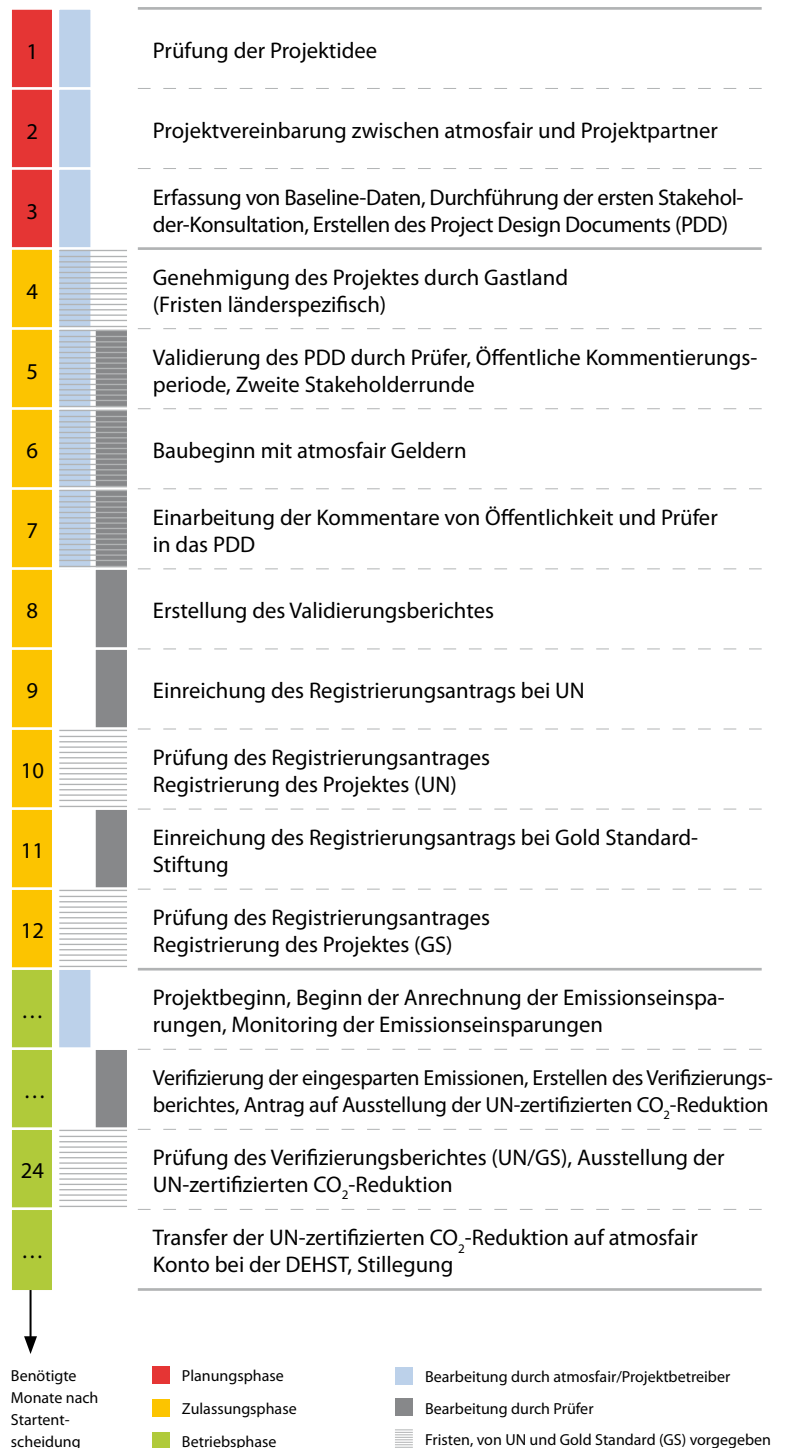 1
Prüfung der Projektidee
2
Projektvereinbarung zwischen atmosfair und Projektpartner
3
Erfassung von Baseline-Daten, Durchführung der ersten Stakehol-
der-Konsultation, Erstellen des Project Design Documents (PDD)
4
Genehmigung des Projektes durch Gastland
(Fristen länderspezifisch)
5
Validierung des PDD durch Prüfer, Öffentliche Kommentierungs-
periode, Zweite Stakeholderrunde
6
Baubeginn mit atmosfair Geldern
7
Einarbeitung der Kommentare von Öffentlichkeit und Prüfer
in das PDD
8
Erstellung des Validierungsberichtes
9
Einreichung des Registrierungsantrags bei UN
10
Prüfung des Registrierungsantrages
Registrierung des Projektes (UN)
11
Einreichung des Registrierungsantrags bei Gold Standard-
Stiftung
12
Prüfung des Registrierungsantrages
Registrierung des Projektes (GS)
…
Projektbeginn, Beginn der Anrechnung der Emissionseinspa-
rungen, Monitoring der Emissionseinsparungen
…
Verifizierung der eingesparten Emissionen, Erstellen des Verifizierungs-
berichtes, Antrag auf Ausstellung der UN-zertifizierten CO₂-Reduktion
24
Prüfung des Verifizierungsberichtes (UN/GS), Ausstellung der
UN-zertifizierten CO₂-Reduktion
…
Transfer der UN-zertifizierten CO₂-Reduktion auf atmosfair
Konto bei der DEHST, Stillegung
Benötigte
Monate nach
Startent-
scheidung
Planungsphase
Zulassungsphase
Betriebsphase
Bearbeitung durch atmosfair/Projektbetreiber
Bearbeitung durch Prüfer
Fristen, von UN und Gold Standard (GS) vorgegeben